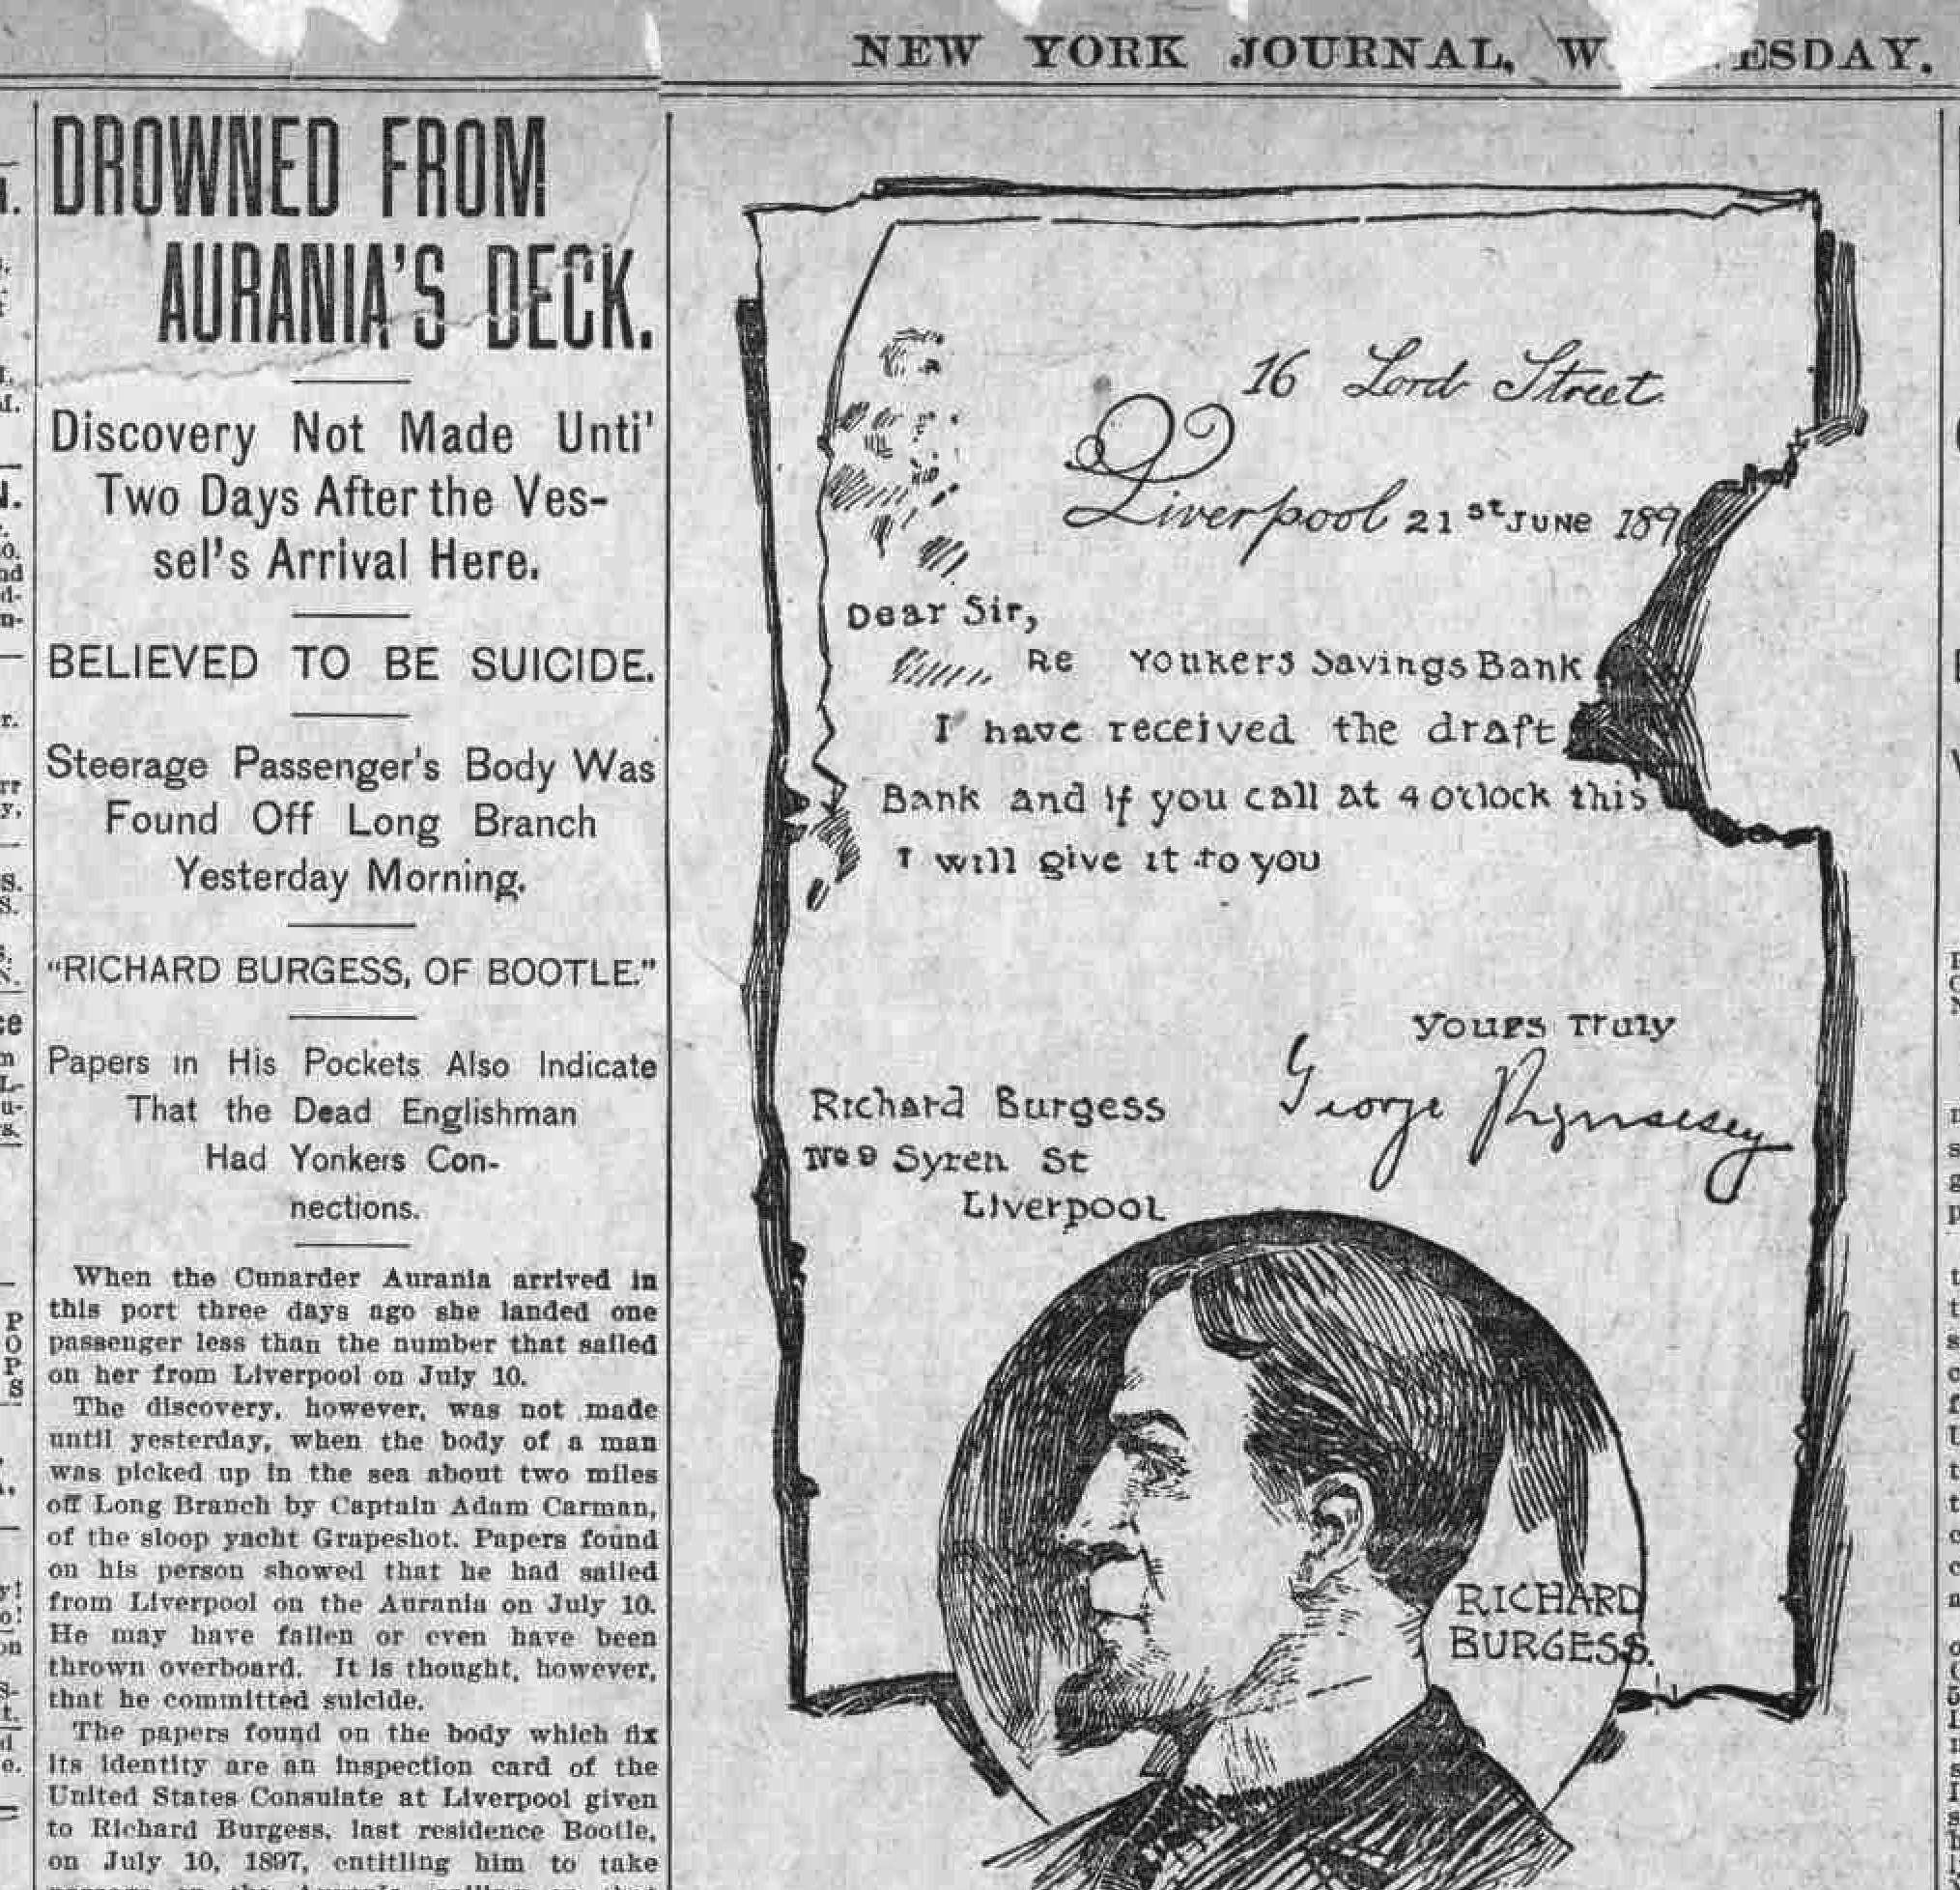 NEW YORK JOURNAL, W ESDAY.
DROWNED FROM
AURANIA'S DECK.
Discovery Not Made Unti'
Two Days After the Ves-
sel's Arrival Here.
BELIEVED TO BE SUICIDE.
Steerage Passenger's Body Was
Found Off Long Branch
Yesterday Morning.
"RICHARD BURGESS, OF BOOTLE."
Papers in His Pockets Also Indicate
That the Dead Englishman
Had Yonkers Con-
nections.
When the Cunarder Aurania arrived in
this port three days ago she landed one
passenger less than the number that sailed
on her from Liverpool on July 10.
The discovery, however, was not made
until yesterday, when the body of a man
was picked up in the sea about two miles
off Long Branch by Captain Adam Carman,
of the sloop yacht Grapeshot. Papers found
on his person showed that he had sailed
from Liverpool on the Aurania on July 10.
He may have fallen or even have been
thrown overboard. It is thought, however,
that he committed suicide.
The papers found on the body which fix
its identity are an inspection card of the
United States Consulate at Liverpool given
to Richard Burgess, last residence Bootle,
on July 10, 1897, entitling him to take
16 Lord Street
Liverpool 21st JUNE 189
Dear Sir,
Re Yonkers Savings Bank
I have received the draft
Bank and if you call at 4 o'clock this
I will give it to you
Yours Truly
George
Richard Burgess
No 9 Syren St
Liverpool
RICHARD
BURGESS.